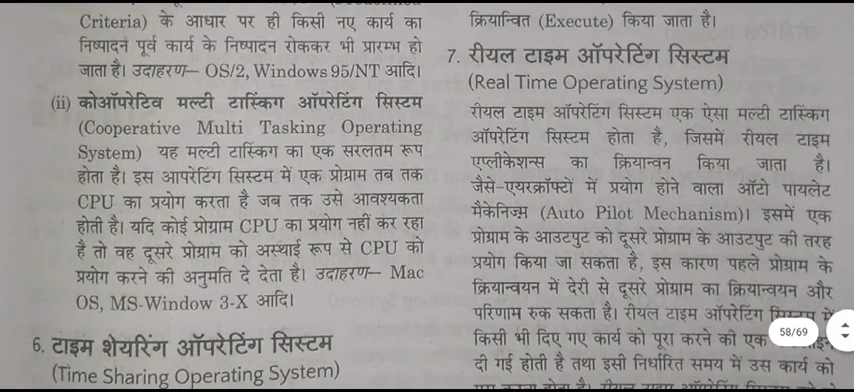 Criteria) के आधार पर ही किसी नए कार्य का
निष्पादन पूर्व कार्य के निष्पादन रोककर भी प्रारम्भ हो
जाता है। उदाहरण– OS/2, Windows 95/NT आदि।
(ii) कोऑपरेटिव मल्टी टास्किंग ऑपरेटिंग सिस्टम
(Cooperative Multi Tasking Operating
System) यह मल्टी टास्किंग का एक सरलतम रूप
होता है। इस आपरेटिंग सिस्टम में एक प्रोग्राम तब तक
CPU का प्रयोग करता है जब तक उसे आवश्यकता
होती है। यदि कोई प्रोग्राम CPU का प्रयोग नहीं कर रहा
है तो वह दूसरे प्रोग्राम को अस्थाई रूप से CPU को
प्रयोग करने की अनुमति दे देता है। उदाहरण– Mac
OS, MS-Window 3-X आदि।
6. टाइम शेयरिंग ऑपरेटिंग सिस्टम
(Time Sharing Operating System)
क्रियान्वित (Execute) किया जाता है।
7. रीयल टाइम ऑपरेटिंग सिस्टम
(Real Time Operating System)
रीयल टाइम ऑपरेटिंग सिस्टम एक ऐसा मल्टी टास्किंग
ऑपरेटिंग सिस्टम होता है, जिसमें रीयल टाइम
एप्लीकेशन्स का क्रियान्वन किया जाता है।
जैसे–एयरक्राफ्टों में प्रयोग होने वाला ऑटो पायलेट
मैकेनिज्म (Auto Pilot Mechanism)। इसमें एक
प्रोग्राम के आउटपुट को दूसरे प्रोग्राम के आउटपुट की तरह
प्रयोग किया जा सकता है, इस कारण पहले प्रोग्राम के
क्रियान्वयन में देरी से दूसरे प्रोग्राम का क्रियान्वयन और
परिणाम रुक सकता है। रीयल टाइम ऑपरेटिंग सिस्टम में
किसी भी दिए गए कार्य को पूरा करने की एक
58/69
दी गई होती है तथा इसी निर्धारित समय में उस कार्य को